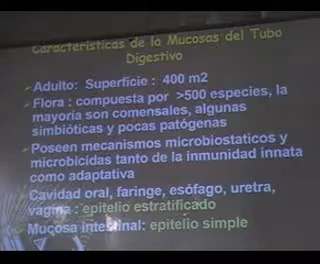 Características de la Mucosas del Tubo
Digestivo
Adulto: Superficie : 400 m2
Flora : compuesta por >500 especies, la
mayoría son comensales, algunas
simbióticas y pocas patógenas
Poseen mecanismos microbiostaticos y
microbicidas tanto de la inmunidad innata
como adaptativa
Cavidad oral, faringe, esófago, uretra,
vagina : epitelio estratificado
Mucosa intestinal: epitelio simple